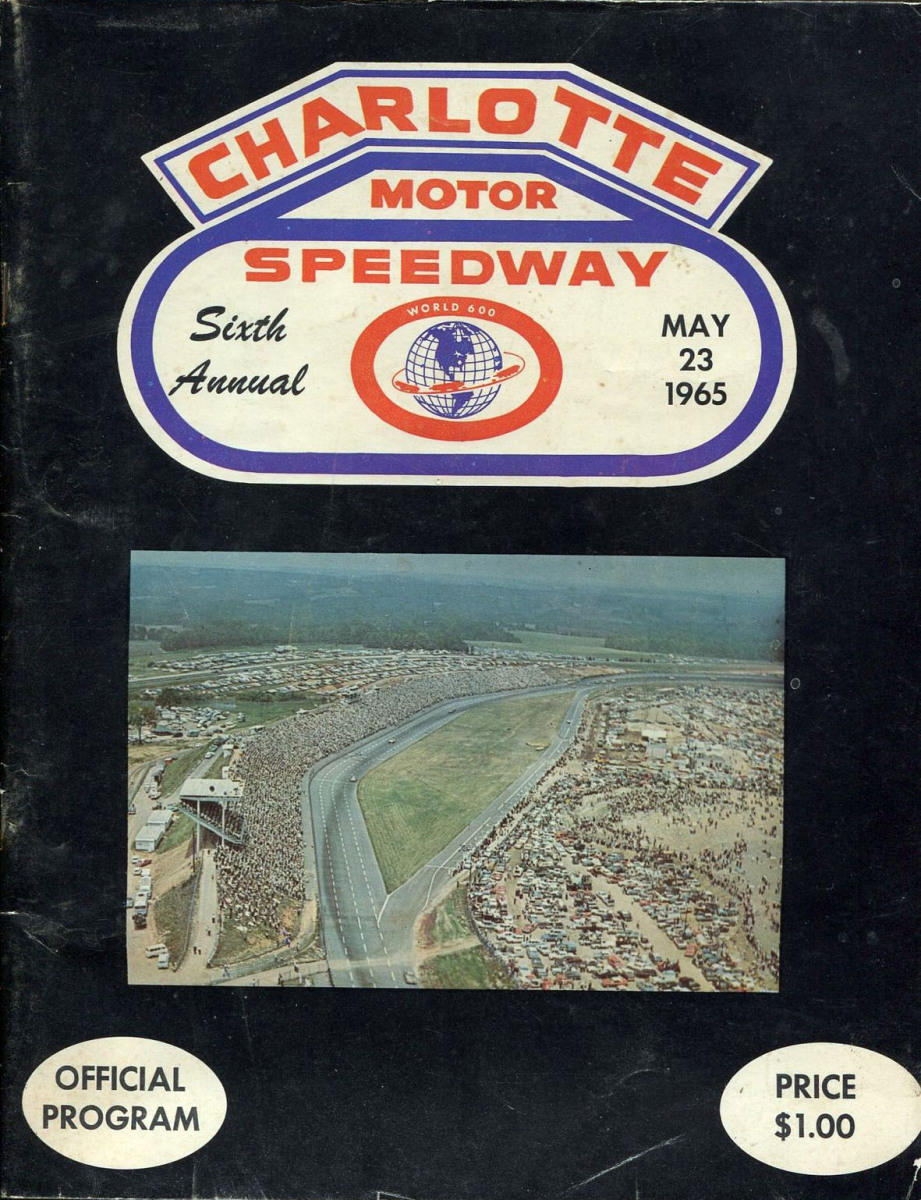 CHARLOTTE
MOTOR
SPEEDWAY
Sixth
Annual
WORLD 600
MAY
23
1965
OFFICIAL
PROGRAM
PRICE
$1.00